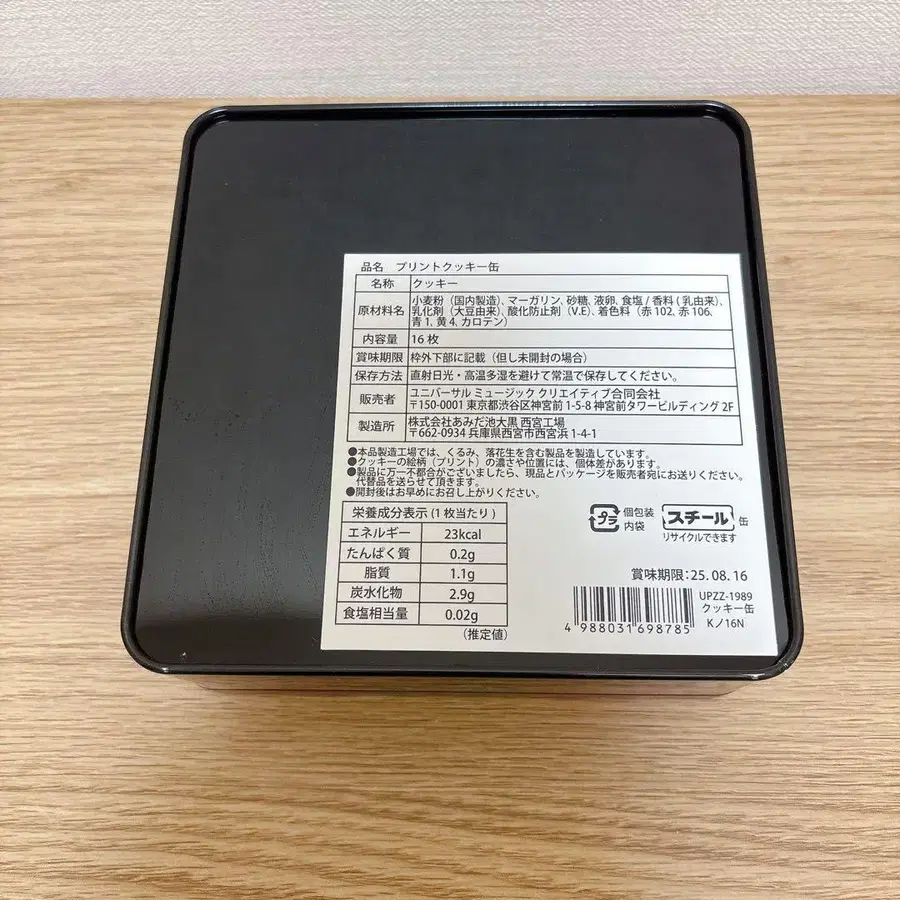 品名 プリントクッキー缶
名称 クッキー
原材料名 小麦粉（国内製造）、マーガリン、砂糖、液卵、食塩 / 香料 ( 乳由来)、
乳化剤（大豆由来）、酸化防止剤（V.E）、着色料（赤 102、赤 106、
青 1、黄 4、カロテン）
内容量 16 枚
賞味期限 枠外下部に記載（但し未開封の場合）
保存方法 直射日光・高温多湿を避けて常温で保存してください。
販売者 ユニバーサル ミュージック クリエイティブ合同会社
〒150-0001 東京都渋谷区神宮前 1-5-8 神宮前タワービルディング 2F
製造所 株式会社あみだ池大黒 西宮工場
〒662-0934 兵庫県西宮市西宮浜 1-4-1
●本品製造工場では、くるみ、落花生を含む製品を製造しています。
●クッキーの絵柄（プリント）の濃さや位置には、個体差があります。
●製品に万一不都合がございましたら、現品とパッケージを販売者宛にお送りください。
代替品を送らせて頂きます。
●開封後はお早めにお召し上がりください。
栄養成分表示 (1 枚当たり )
エネルギー 23kcal
たんぱく質 0.2g
脂質 1.1g
炭水化物 2.9g
食塩相当量 0.02g
（推定値）
プラ 個包装
内袋
スチール 缶
リサイクルできます
賞味期限：25. 08. 16
UPZZ-1989
クッキー缶
Kノ16N
4 988031 698785